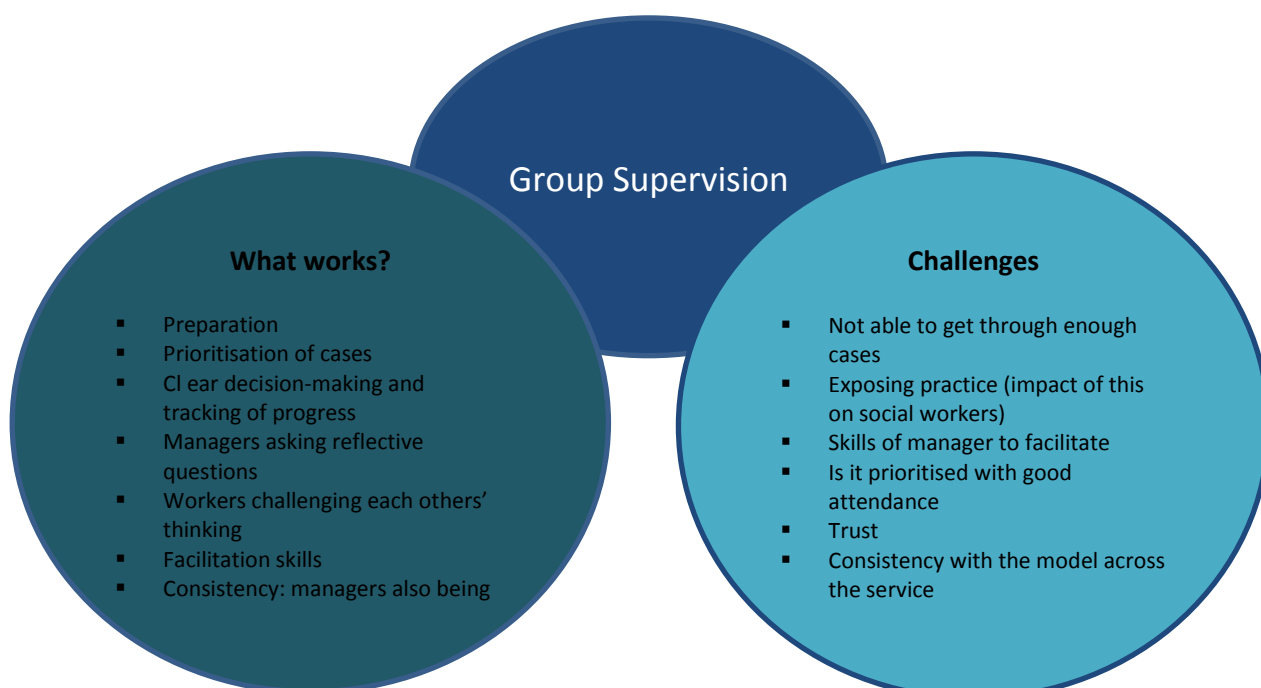 Group Supervision
What works?
▪ Preparation
▪ Prioritisation of cases
▪ Cl ear decision-making and
tracking of progress
▪ Managers asking reflective
questions
▪ Workers challenging each others’
thinking
▪ Facilitation skills
▪ Consistency: managers also being
Challenges
▪ Not able to get through enough
cases
▪ Exposing practice (impact of this
on social workers)
▪ Skills of manager to facilitate
▪ Is it prioritised with good
attendance
▪ Trust
▪ Consistency with the model across
the service